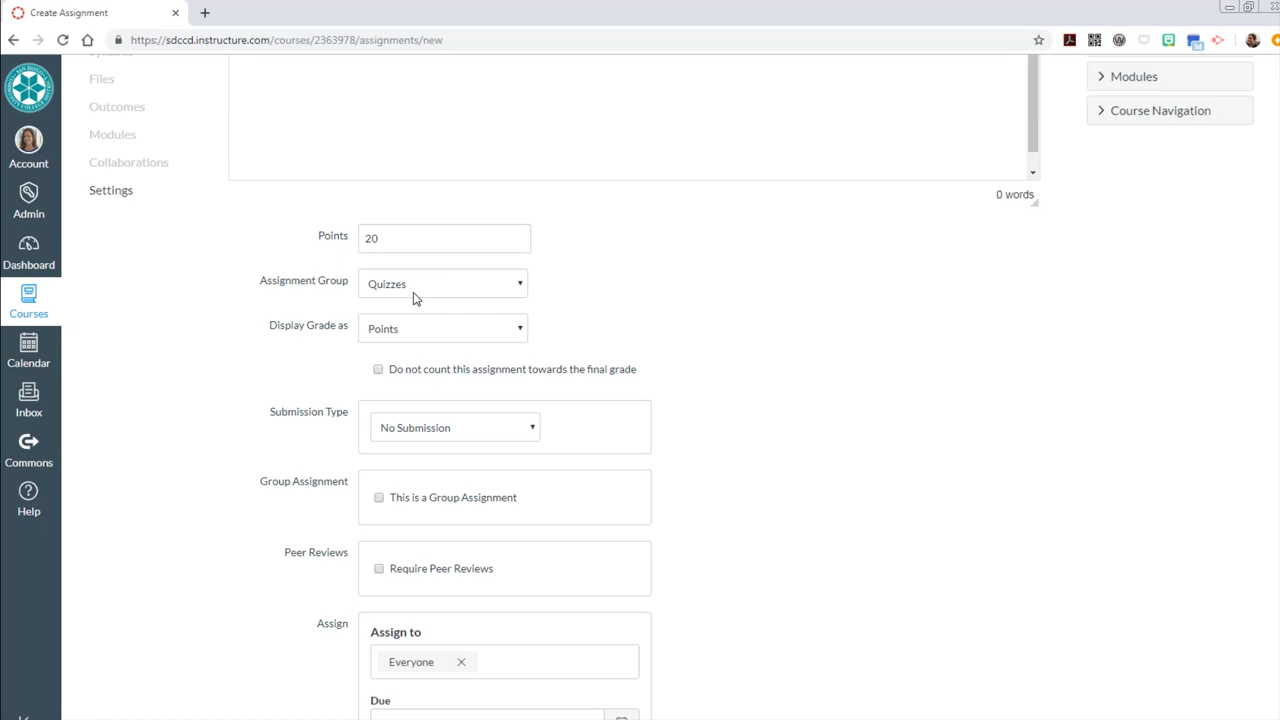 Create Assignment
https://sdccd.instructure.com/courses/2363978/assignments/new
Files
Outcomes
Modules
Collaborations
Settings
Account
Admin
Dashboard
Courses
Calendar
Inbox
Commons
Help
Modules
Course Navigation
0 words
Points 20
Assignment Group Quizzes
Display Grade as Points
Do not count this assignment towards the final grade
Submission Type No Submission
Group Assignment This is a Group Assignment
Peer Reviews Require Peer Reviews
Assign Assign to
Everyone
Due